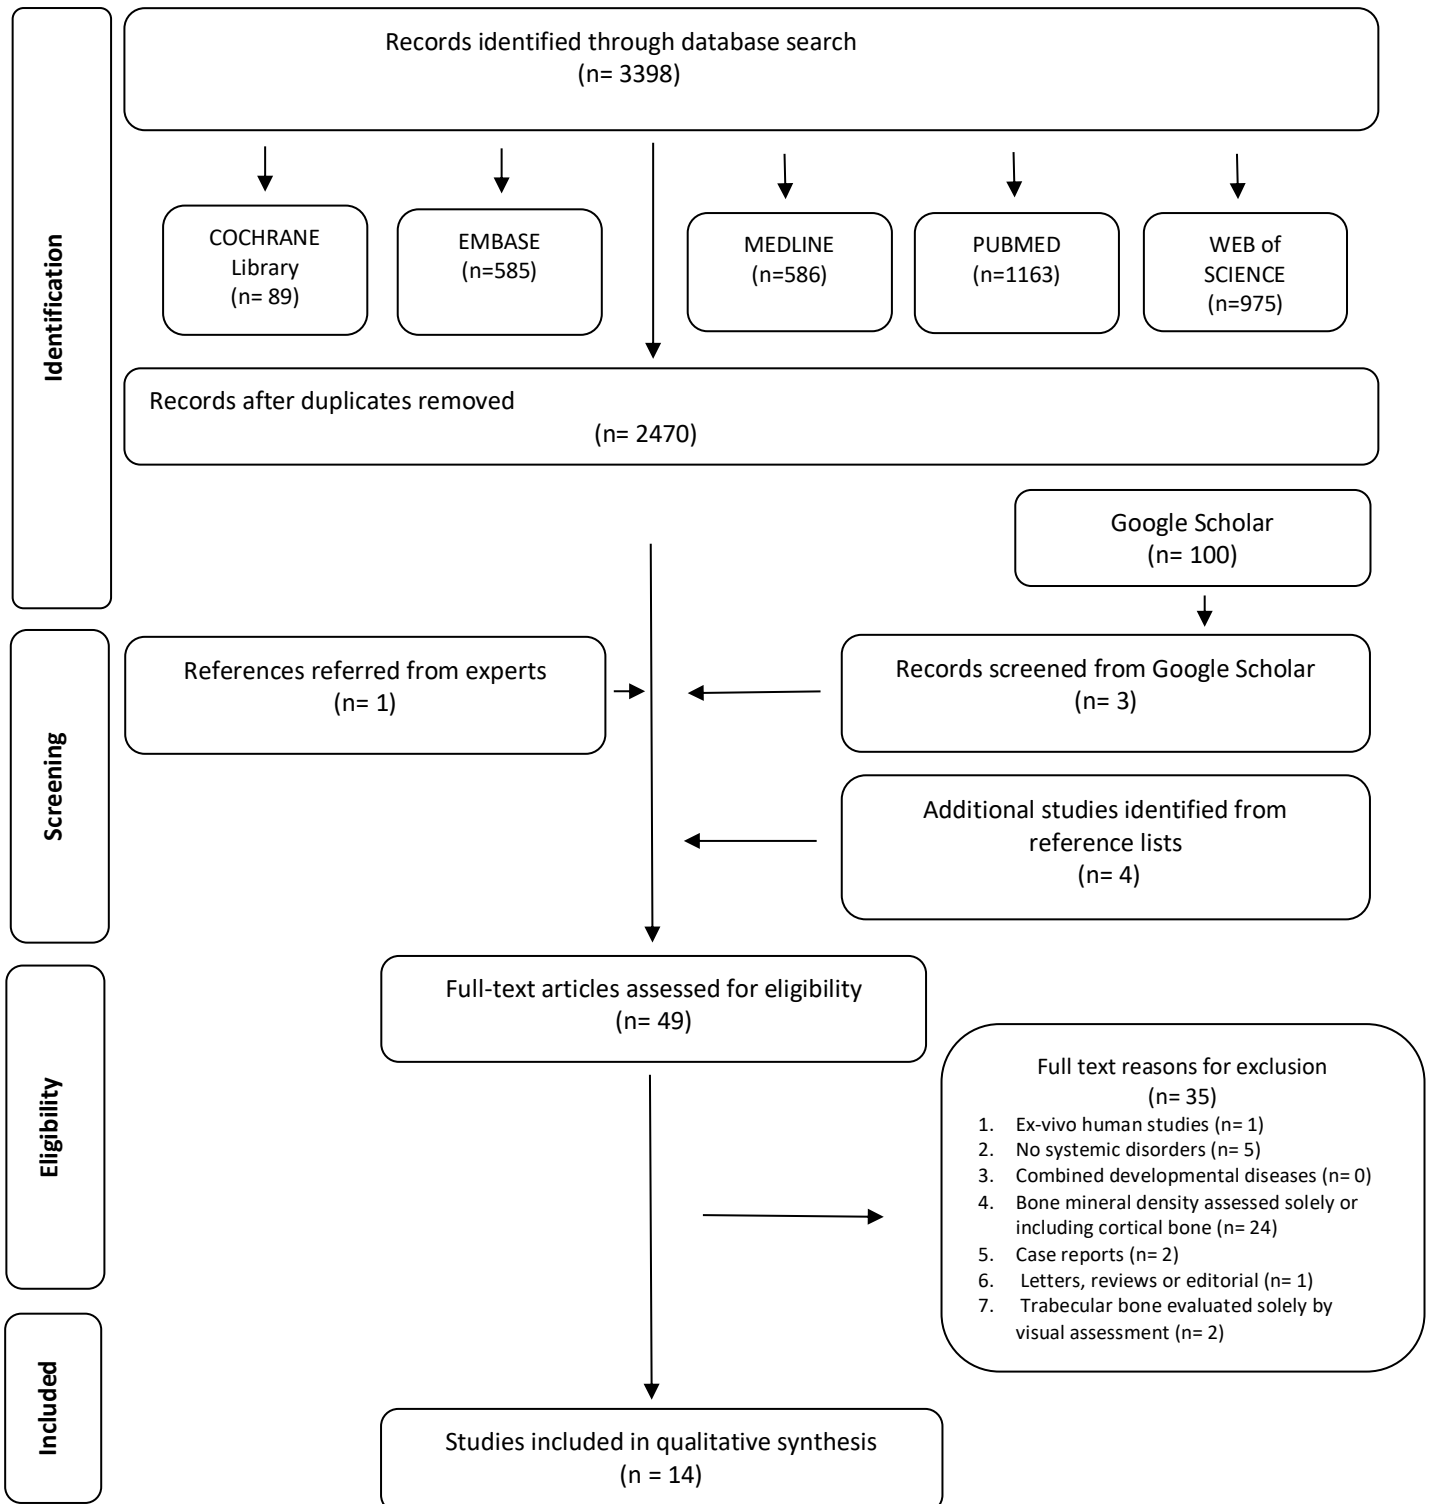 Identification
Records identified through database search
(n= 3398)
COCHRANE
Library
(n= 89)
EMBASE
(n=585)
MEDLINE
(n=586)
PUBMED
(n=1163)
WEB of
SCIENCE
(n=975)
Records after duplicates removed
(n= 2470)
Google Scholar
(n= 100)
Screening
References referred from experts
(n= 1)
Records screened from Google Scholar
(n= 3)
Additional studies identified from
reference lists
(n= 4)
Eligibility
Full-text articles assessed for eligibility
(n= 49)
Full text reasons for exclusion
(n= 35)
1. Ex-vivo human studies (n= 1)
2. No systemic disorders (n= 5)
3. Combined developmental diseases (n= 0)
4. Bone mineral density assessed solely or
including cortical bone (n= 24)
5. Case reports (n= 2)
6. Letters, reviews or editorial (n= 1)
7. Trabecular bone evaluated solely by
visual assessment (n= 2)
Included
Studies included in qualitative synthesis
(n = 14)